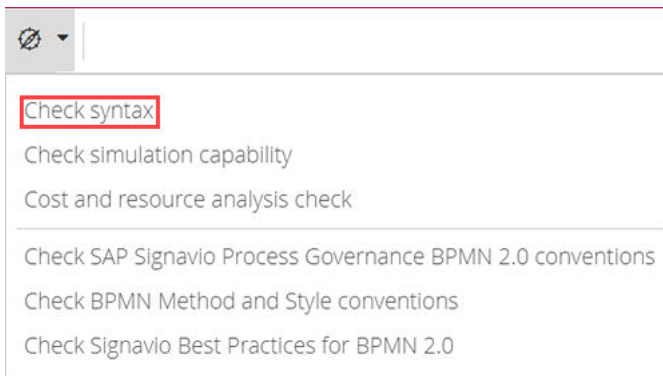 Check syntax
Check simulation capability
Cost and resource analysis check
Check SAP Signavio Process Governance BPMN 2.0 conventions
Check BPMN Method and Style conventions
Check Signavio Best Practices for BPMN 2.0